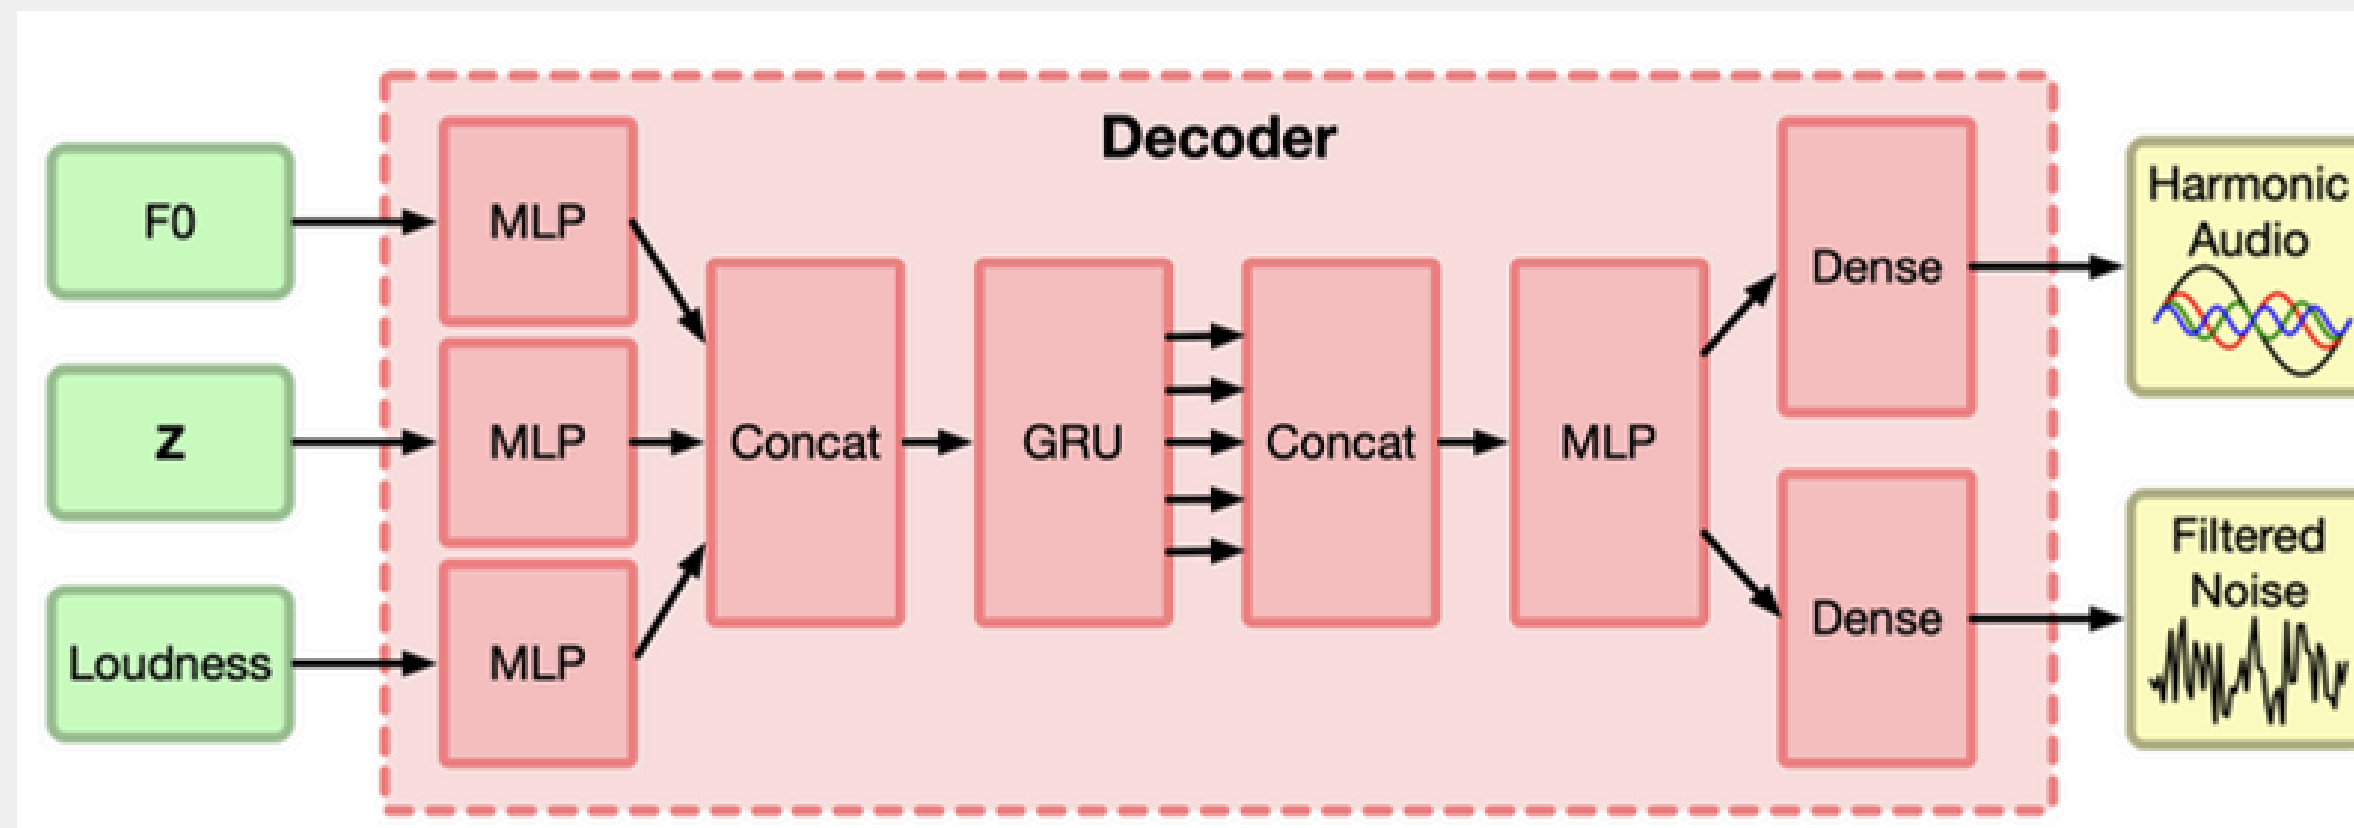 Decoder
F0
MLP
Z
MLP
Loudness
MLP
Concat
GRU
Concat
MLP
Dense
Dense
Harmonic
Audio
Filtered
Noise